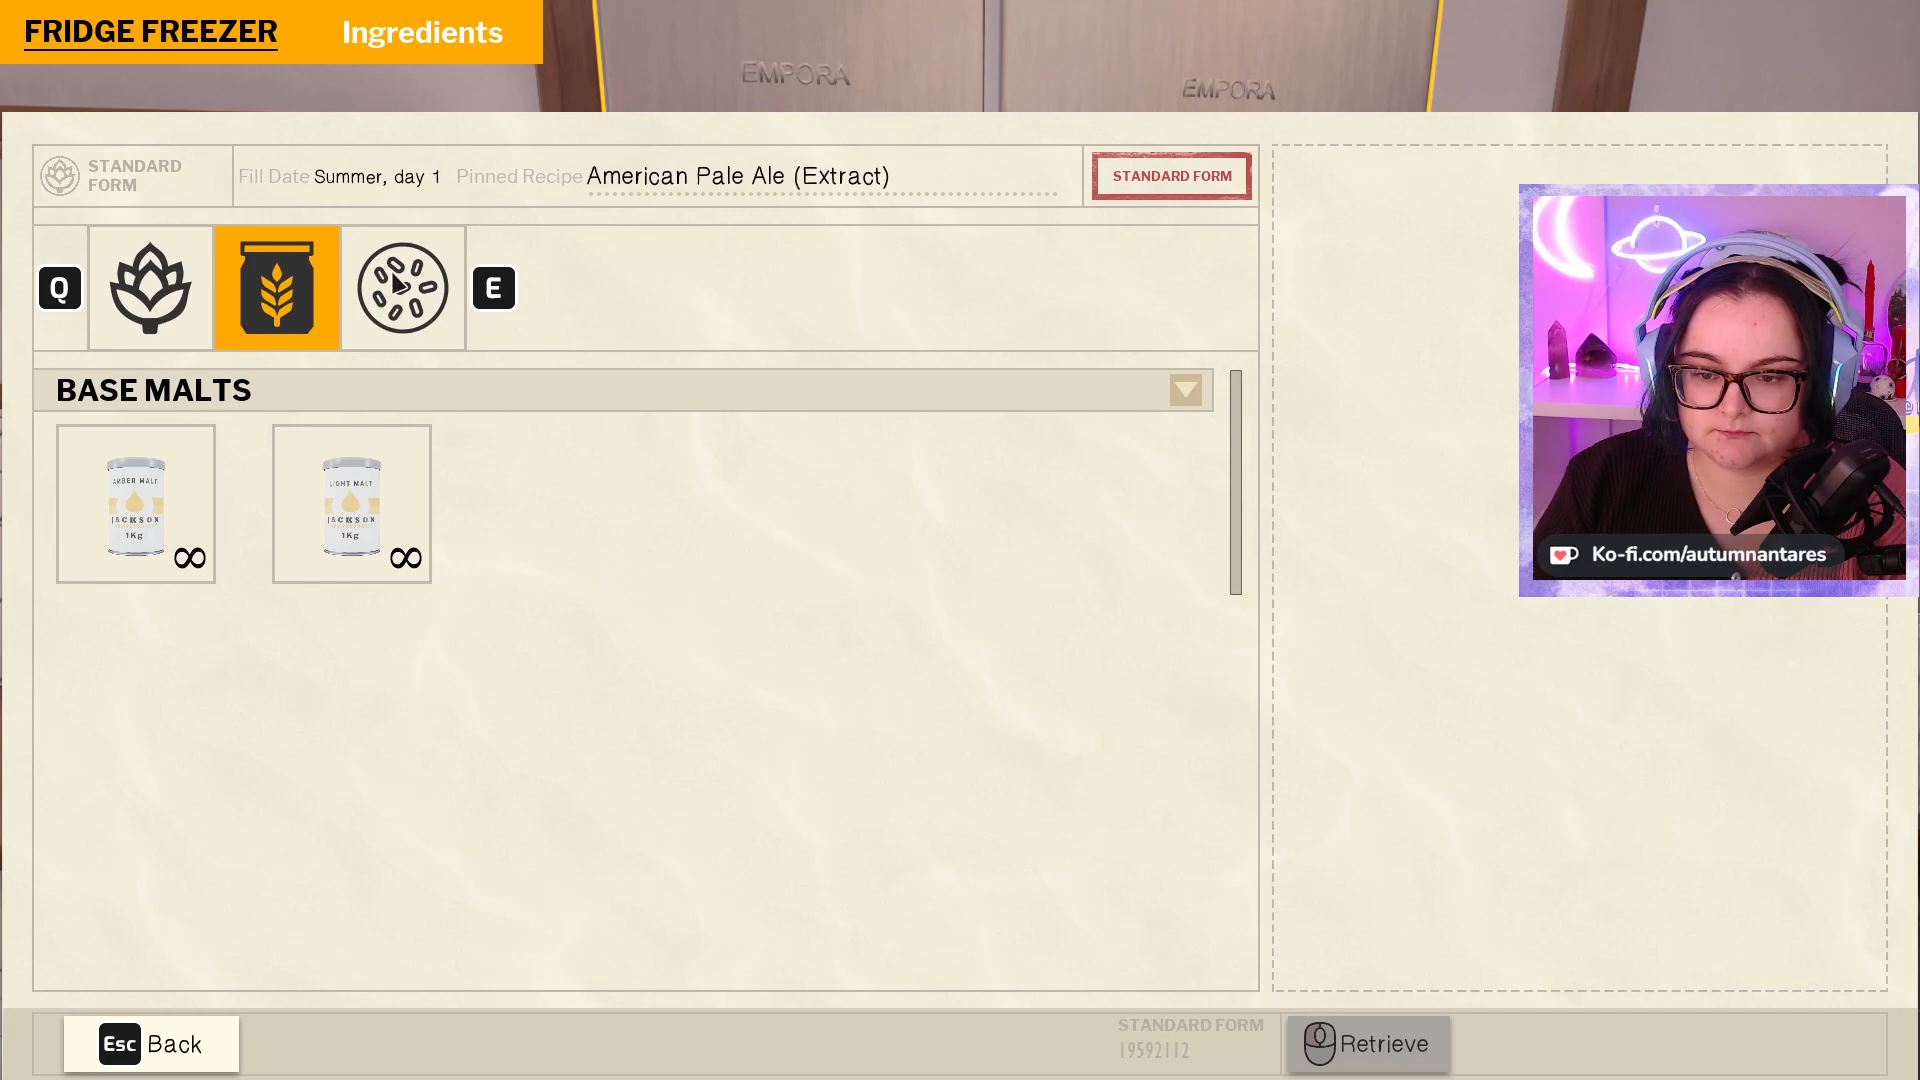 FRIDGE FREEZER
Ingredients
EMPORA
EMPORA
STANDARD
FORM
Fill Date Summer, day 1
Pinned Recipe American Pale Ale (Extract)
STANDARD FORM
Q
E
BASE MALTS
AMBER MALT
JACKSON
1Kg
∞
LIGHT MALT
JACKSON
1Kg
∞
Ko-fi.com/autumnantares
Esc Back
STANDARD FORM
19592112
Retrieve